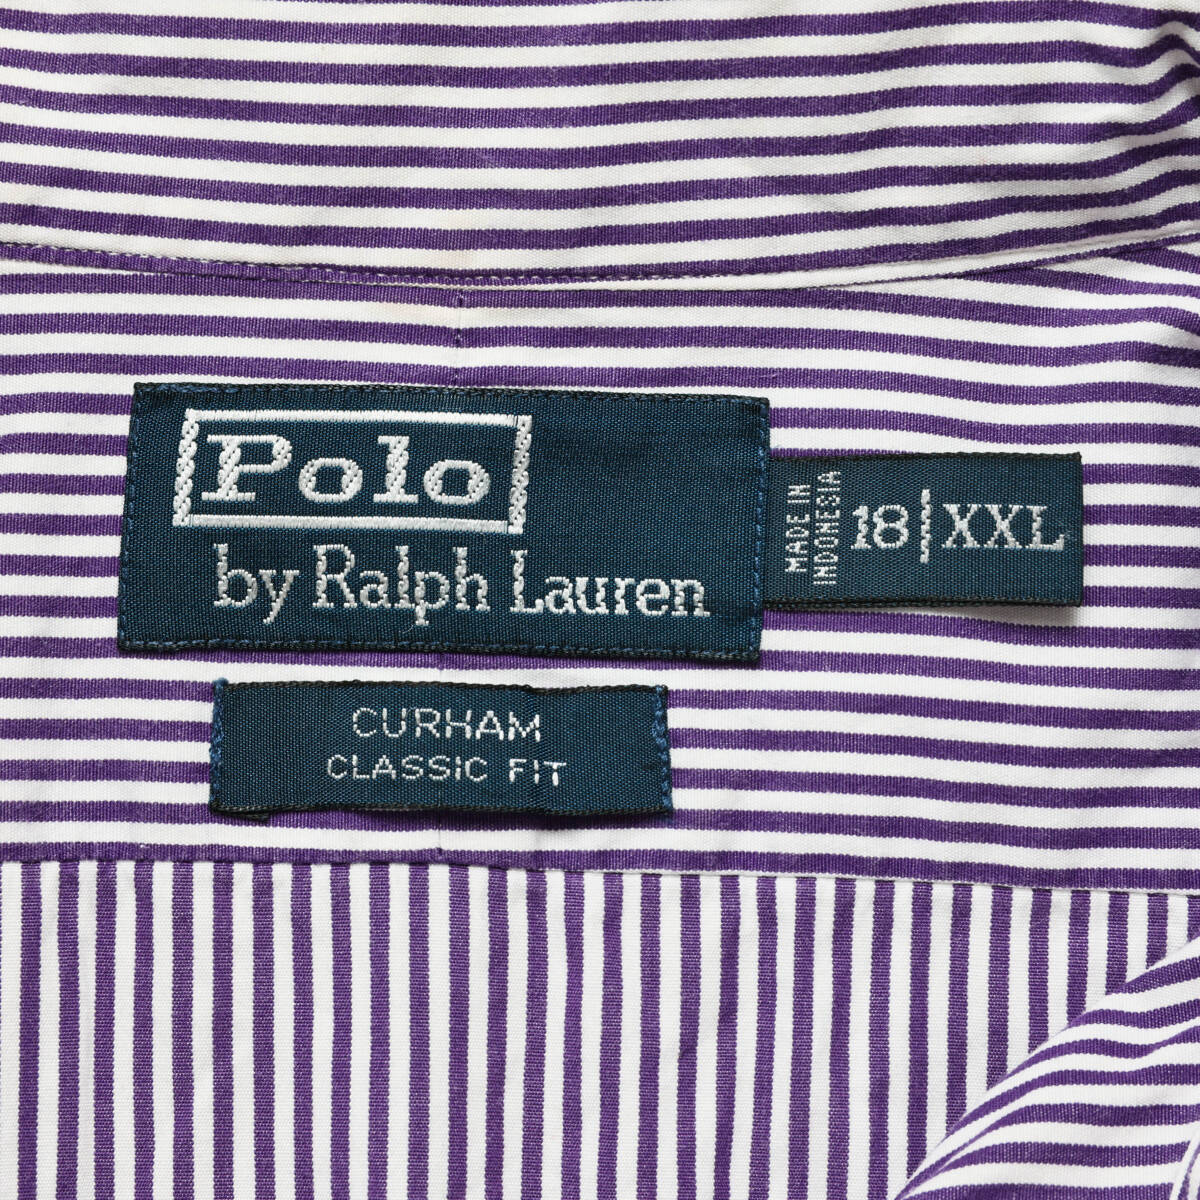 Polo
by Ralph Lauren
MADE IN
INDONESIA
18|XXL
CURHAM
CLASSIC FIT